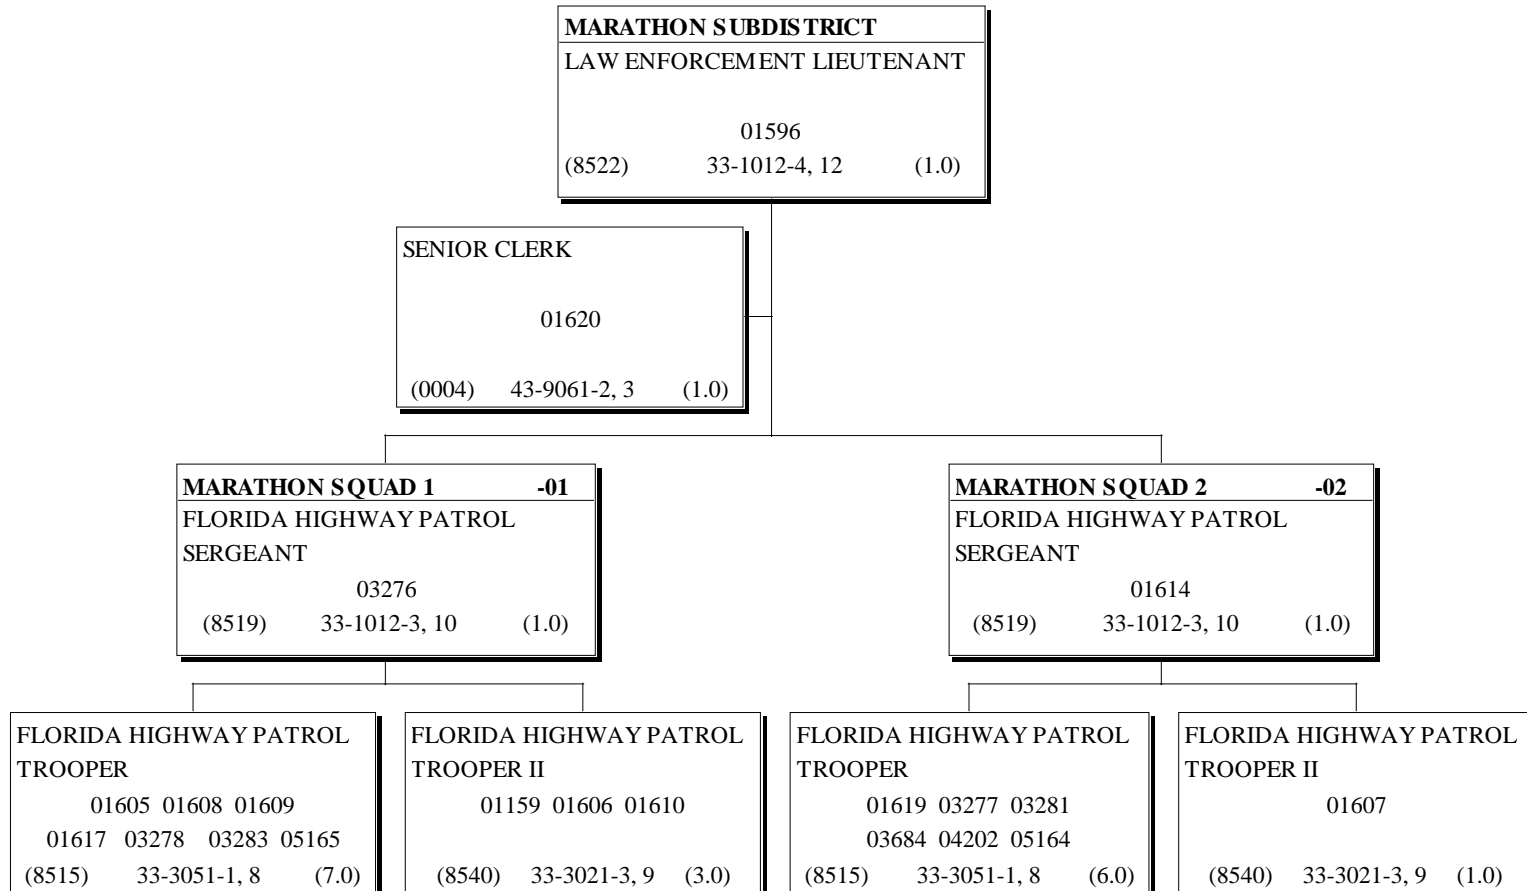 MARATHON SUBDISTRICT
LAW ENFORCEMENT LIEUTENANT
01596
(8522) 33-1012-4, 12 (1.0)
SENIOR CLERK
01620
(0004) 43-9061-2, 3 (1.0)
MARATHON SQUAD 1 -01
FLORIDA HIGHWAY PATROL
SERGEANT
03276
(8519) 33-1012-3, 10 (1.0)
MARATHON SQUAD 2 -02
FLORIDA HIGHWAY PATROL
SERGEANT
01614
(8519) 33-1012-3, 10 (1.0)
FLORIDA HIGHWAY PATROL
TROOPER
01605 01608 01609
01617 03278 03283 05165
(8515) 33-3051-1, 8 (7.0)
FLORIDA HIGHWAY PATROL
TROOPER II
01159 01606 01610
(8540) 33-3021-3, 9 (3.0)
FLORIDA HIGHWAY PATROL
TROOPER
01619 03277 03281
03684 04202 05164
(8515) 33-3051-1, 8 (6.0)
FLORIDA HIGHWAY PATROL
TROOPER II
01607
(8540) 33-3021-3, 9 (1.0)